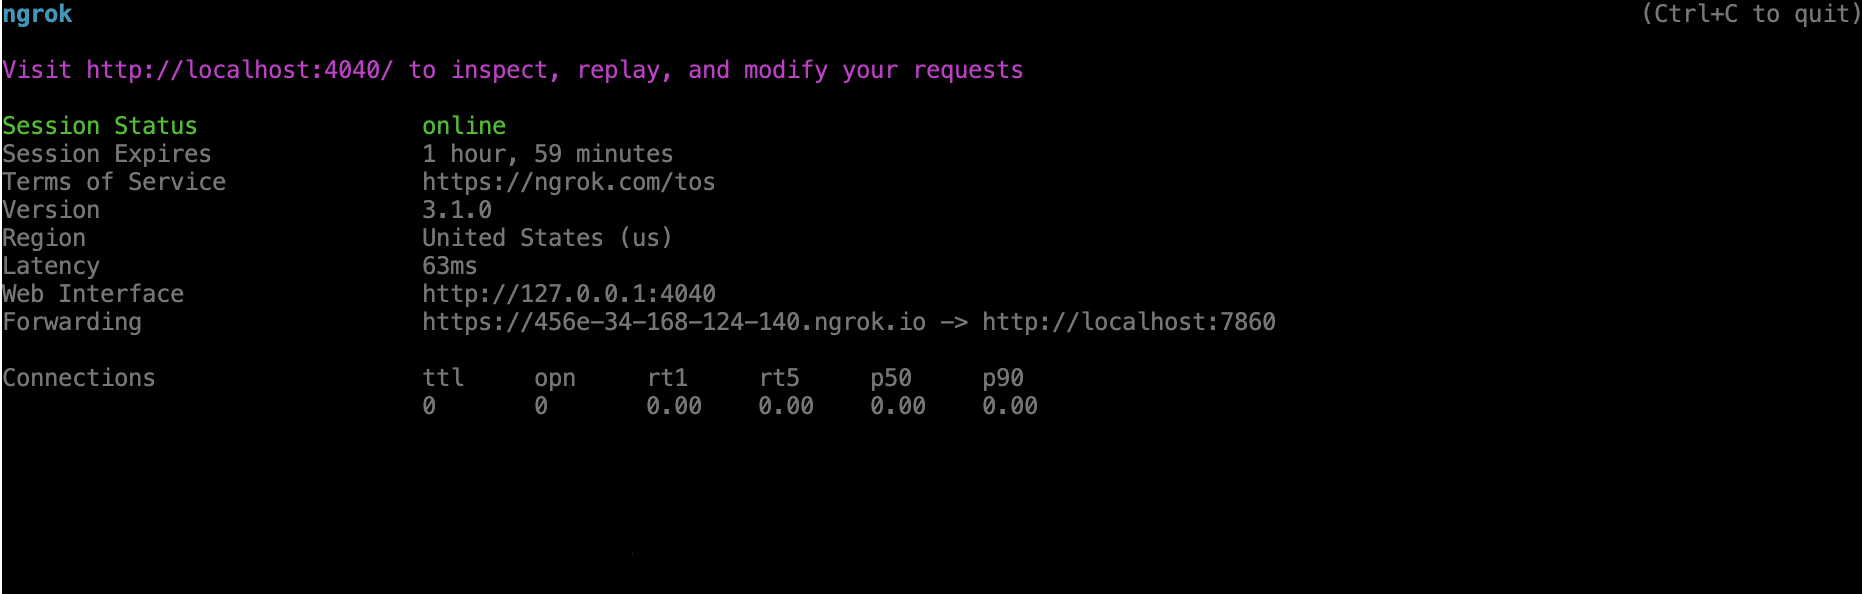 ngrok (Ctrl+C to quit)
Visit http://localhost:4040/ to inspect, replay, and modify your requests
Session Status online
Session Expires 1 hour, 59 minutes
Terms of Service https://ngrok.com/tos
Version 3.1.0
Region United States (us)
Latency 63ms
Web Interface http://127.0.0.1:4040
Forwarding https://456e-34-168-124-140.ngrok.io -> http://localhost:7860
Connections ttl opn rt1 rt5 p50 p90
0 0 0.00 0.00 0.00 0.00